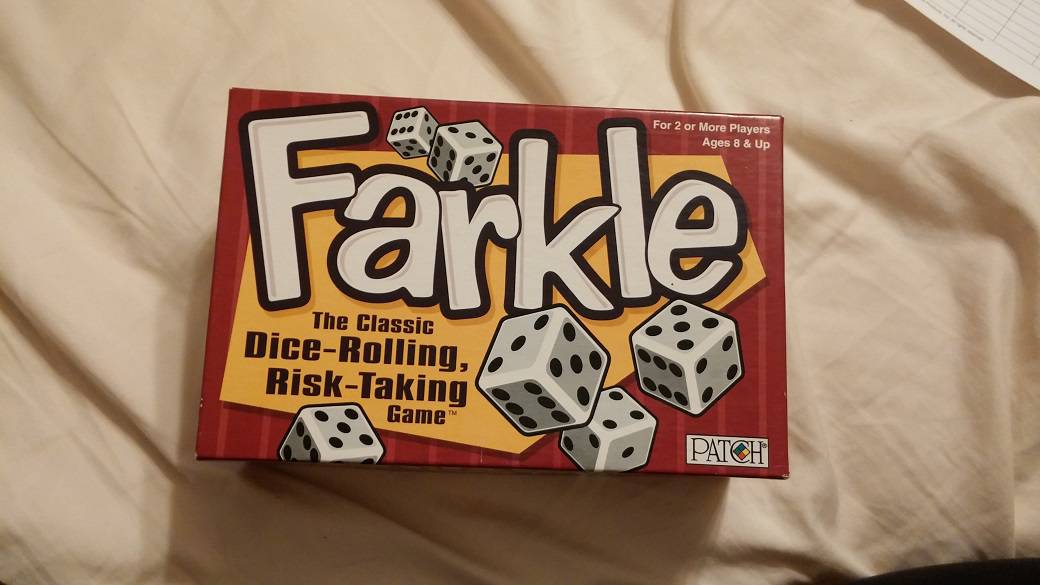 Farkle
For 2 or More Players
Ages 8 & Up
The Classic
Dice-Rolling,
Risk-Taking
Game™
PATCH®